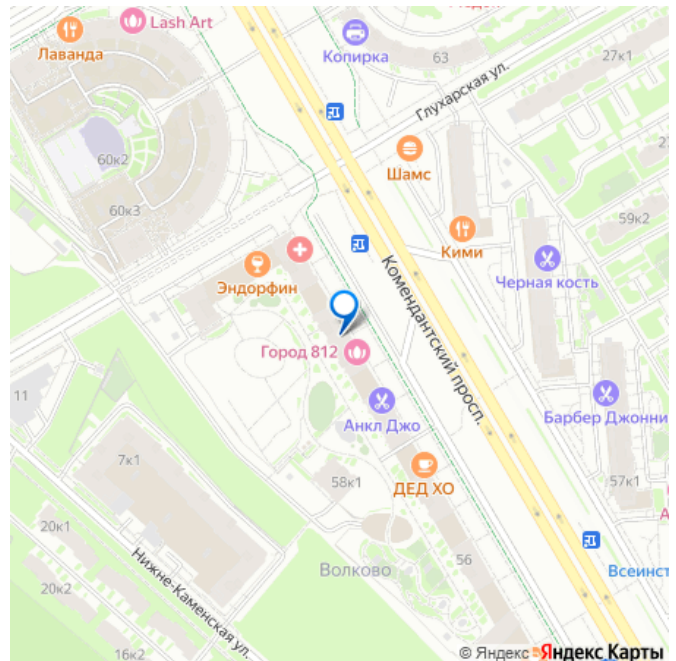 Lash Art
Лаванда
Копирка
63
27к1
Глухарская ул.
60к2
Шамс
60к3
59к2
Кими
Черная кость
Эндорфин
Комендантский просп.
Город 812
11
Анкл Джо
Барбер Джонни
7к1
58к1
ДЕД ХО
57к1
20к1
Нижне-Каменская ул.
Волково
56
Всеинст
20к2
16к2
© Яндекс
Яндекс Карты